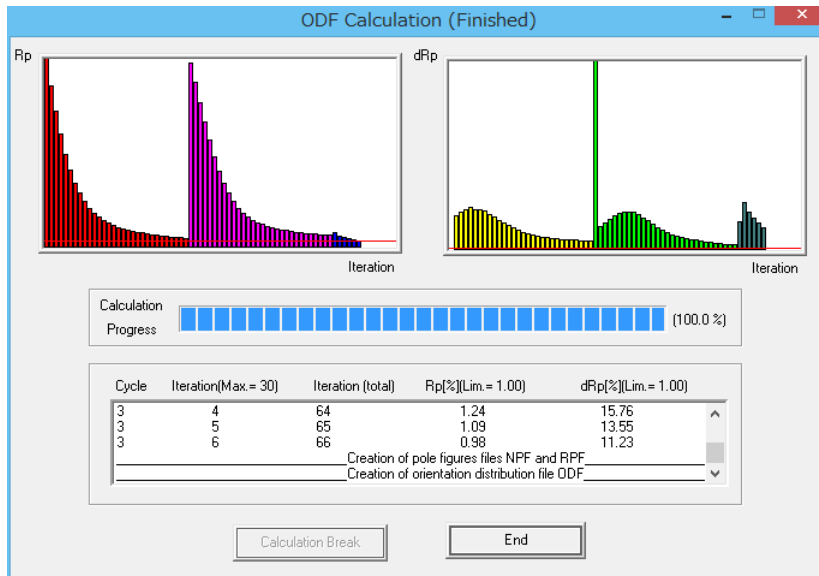 ODF Calculation (Finished)
Rp
dRp
Iteration
Iteration
Calculation
Progress
(100.0 %)
Cycle Iteration(Max.= 30) Iteration (total) Rp[%](Lim.= 1.00) dRp[%](Lim.= 1.00)
3 4 64 1.24 15.76
3 5 65 1.09 13.55
3 6 66 0.98 11.23
Creation of pole figures files NPF and RPF
Creation of orientation distribution file ODF
Calculation Break
End